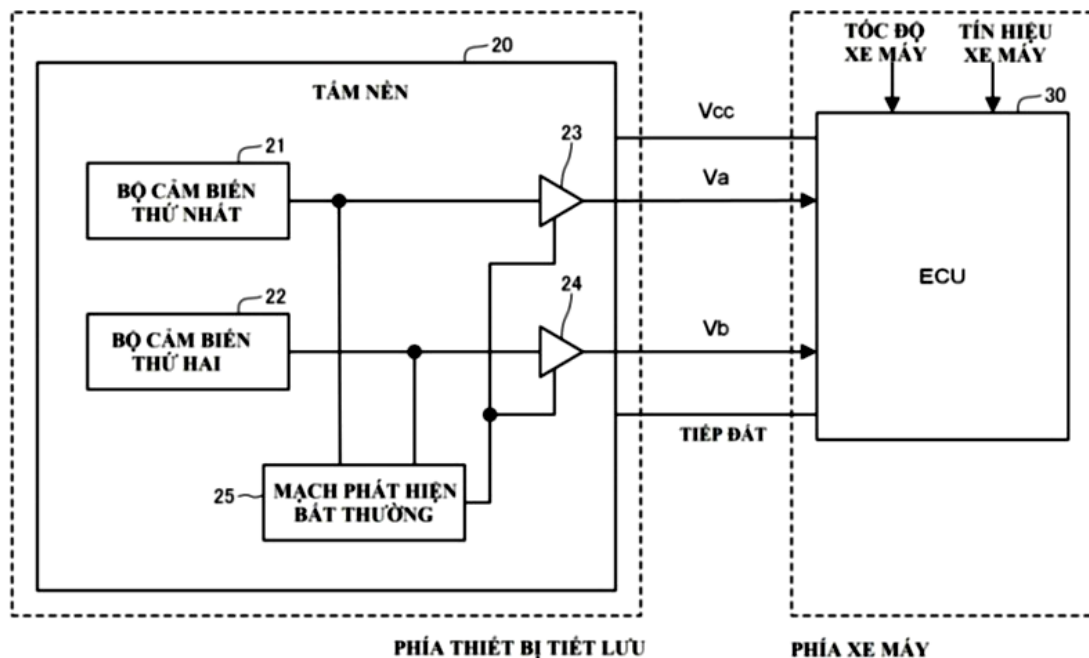 TỐC ĐỘ
XE MÁY
TÍN HIỆU
XE MÁY
20
30
TẤM NỀN
Vcc
21
23
BỘ CẢM BIẾN
THỨ NHẤT
Va
ECU
22
24
BỘ CẢM BIẾN
THỨ HAI
Vb
TIẾP ĐẤT
25
MẠCH PHÁT HIỆN
BẤT THƯỜNG
PHÍA THIẾT BỊ TIẾT LƯU
PHÍA XE MÁY